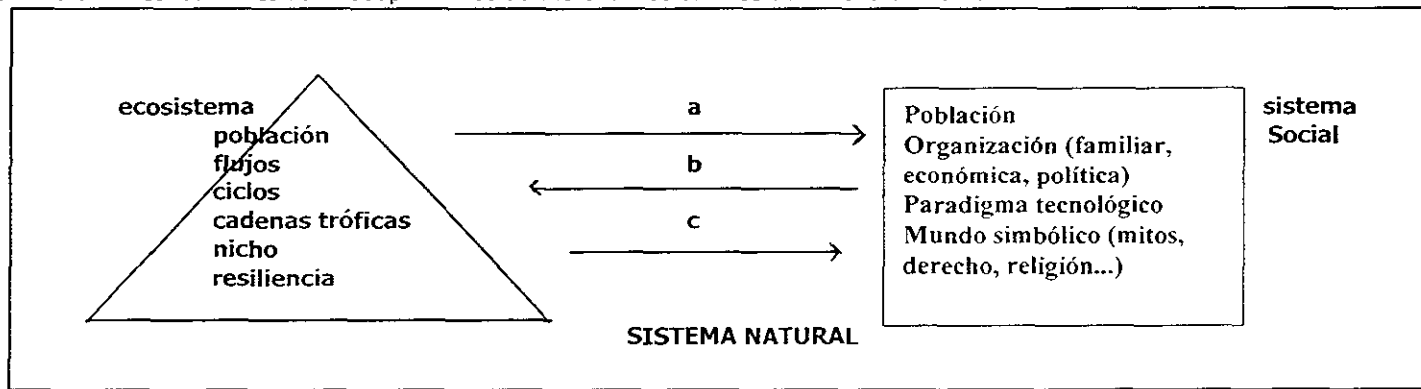 ecosistema
población
flujos
ciclos
cadenas tróficas
nicho
resiliencia
a
b
c
Población
Organización (familiar,
económica, política)
Paradigma tecnológico
Mundo simbólico (mitos,
derecho, religión...)
sistema
Social
SISTEMA NATURAL